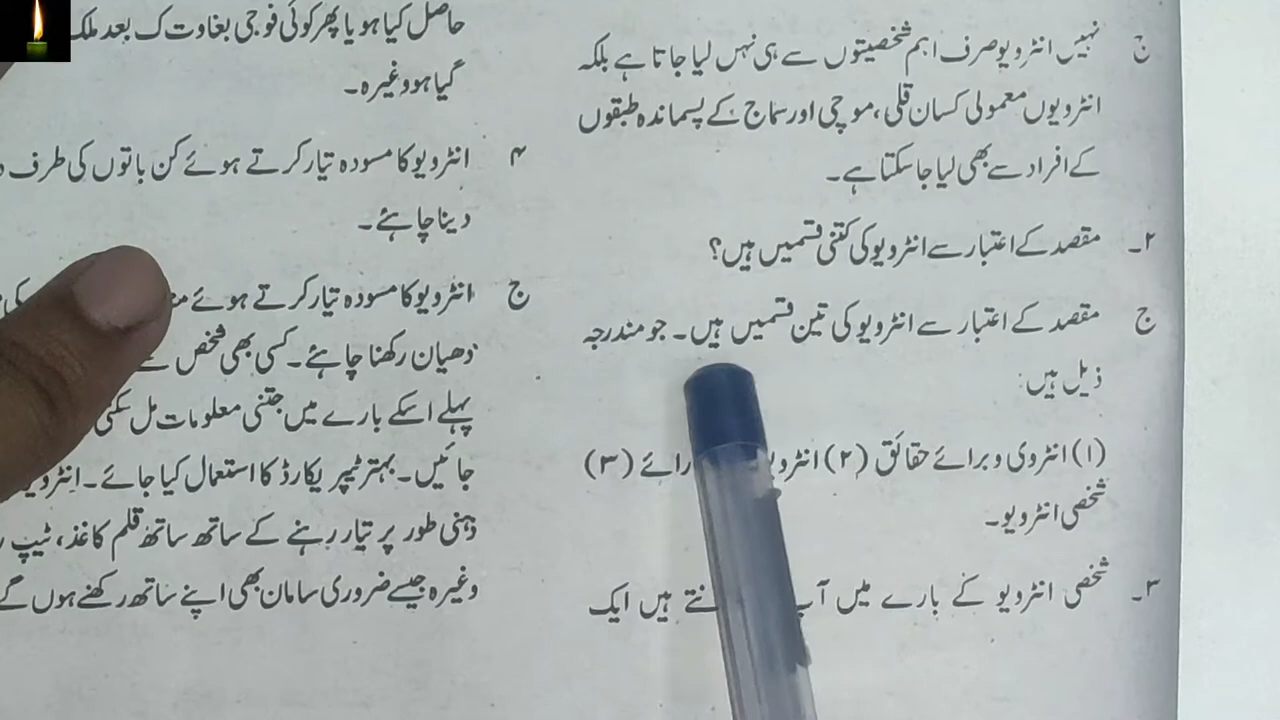 ج نہیں انٹرویو صرف اہم شخصیتوں سے ہی نہں لیا جاتا ہے بلکہ
انٹرویوں معمولی کسان قلی، موچی اور سماج کے پسماندہ طبقوں
کے افراد سے بھی لیا جا سکتا ہے۔
۲۔ مقصد کے اعتبار سے انٹرویو کی کتنی قسمیں ہیں؟
ج مقصد کے اعتبار سے انٹرویو کی تین قسمیں ہیں۔ جو مندرجہ
ذیل ہیں:
(۱) انٹروی و برائے حقائق (۲) انٹرویو رائے (۳)
شخصی انٹرویو۔
۳۔ شخصی انٹرویو کے بارے میں ہیں ایک
حاصل کیا ہو یا پھر کوئی فوجی بغاوت ک بعد ملک
گیا ہو وغیرہ۔
۴ انٹرویو کا مسودہ تیار کرتے ہوئے کن باتوں کی طرف
دینا چاہئے۔
ج انٹرویو کا مسودہ تیار کرتے ہوئے
دھیان رکھنا چاہئے۔ کسی بھی شخص
پہلے اسکے بارے میں جتنی معلومات مل سکتی
جائیں۔ بہتر ٹیپ ریکارڈ کا استعمال کیا جائے۔
ذہنی طور پر تیار رہنے کے ساتھ ساتھ قلم کاغذ، ٹیپ
وغیرہ جیسے ضروری سامان بھی اپنے ساتھ رکھنے ہوں گے